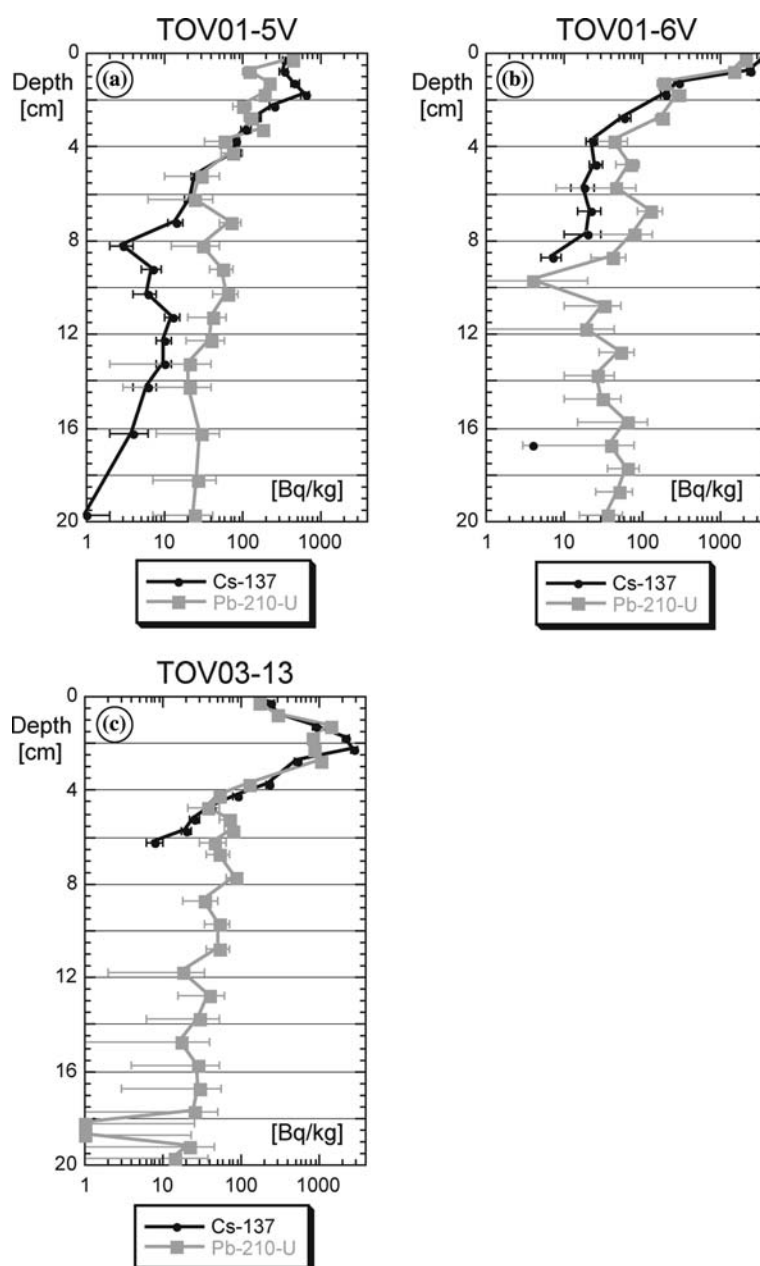 TOV01-5V
TOV01-6V
Depth
[cm]
(a)
0
4
8
12
16
20
[Bq/kg]
1
10
100
1000
Cs-137
Pb-210-U
Depth
[cm]
(b)
0
4
8
12
16
20
[Bq/kg]
1
10
100
1000
Cs-137
Pb-210-U
TOV03-13
Depth
[cm]
(c)
0
4
8
12
16
20
[Bq/kg]
1
10
100
1000
Cs-137
Pb-210-U